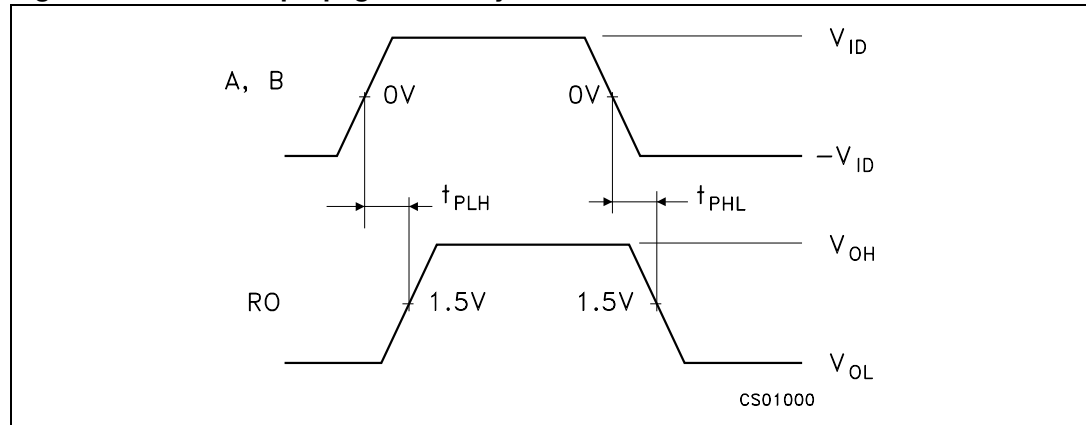 V_ID
A, B
0V 0V
-V_ID
t_PLH t_PHL
V_OH
RO
1.5V 1.5V
V_OL
CS01000